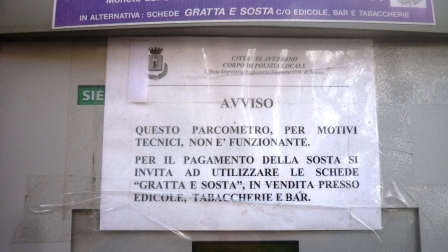 IN ALTERNATIVA: SCHEDE GRATTA E SOSTA C/O EDICOLE, BAR E TABACCHERIE
CITTA' DI AVEZZANO
CORPO DI POLIZIA LOCALE
SIE
AVVISO
QUESTO PARCOMETRO, PER MOTIVI
TECNICI, NON E' FUNZIONANTE.
PER IL PAGAMENTO DELLA SOSTA SI
INVITA AD UTILIZZARE LE SCHEDE
"GRATTA E SOSTA", IN VENDITA PRESSO
EDICOLE, TABACCHERIE E BAR.